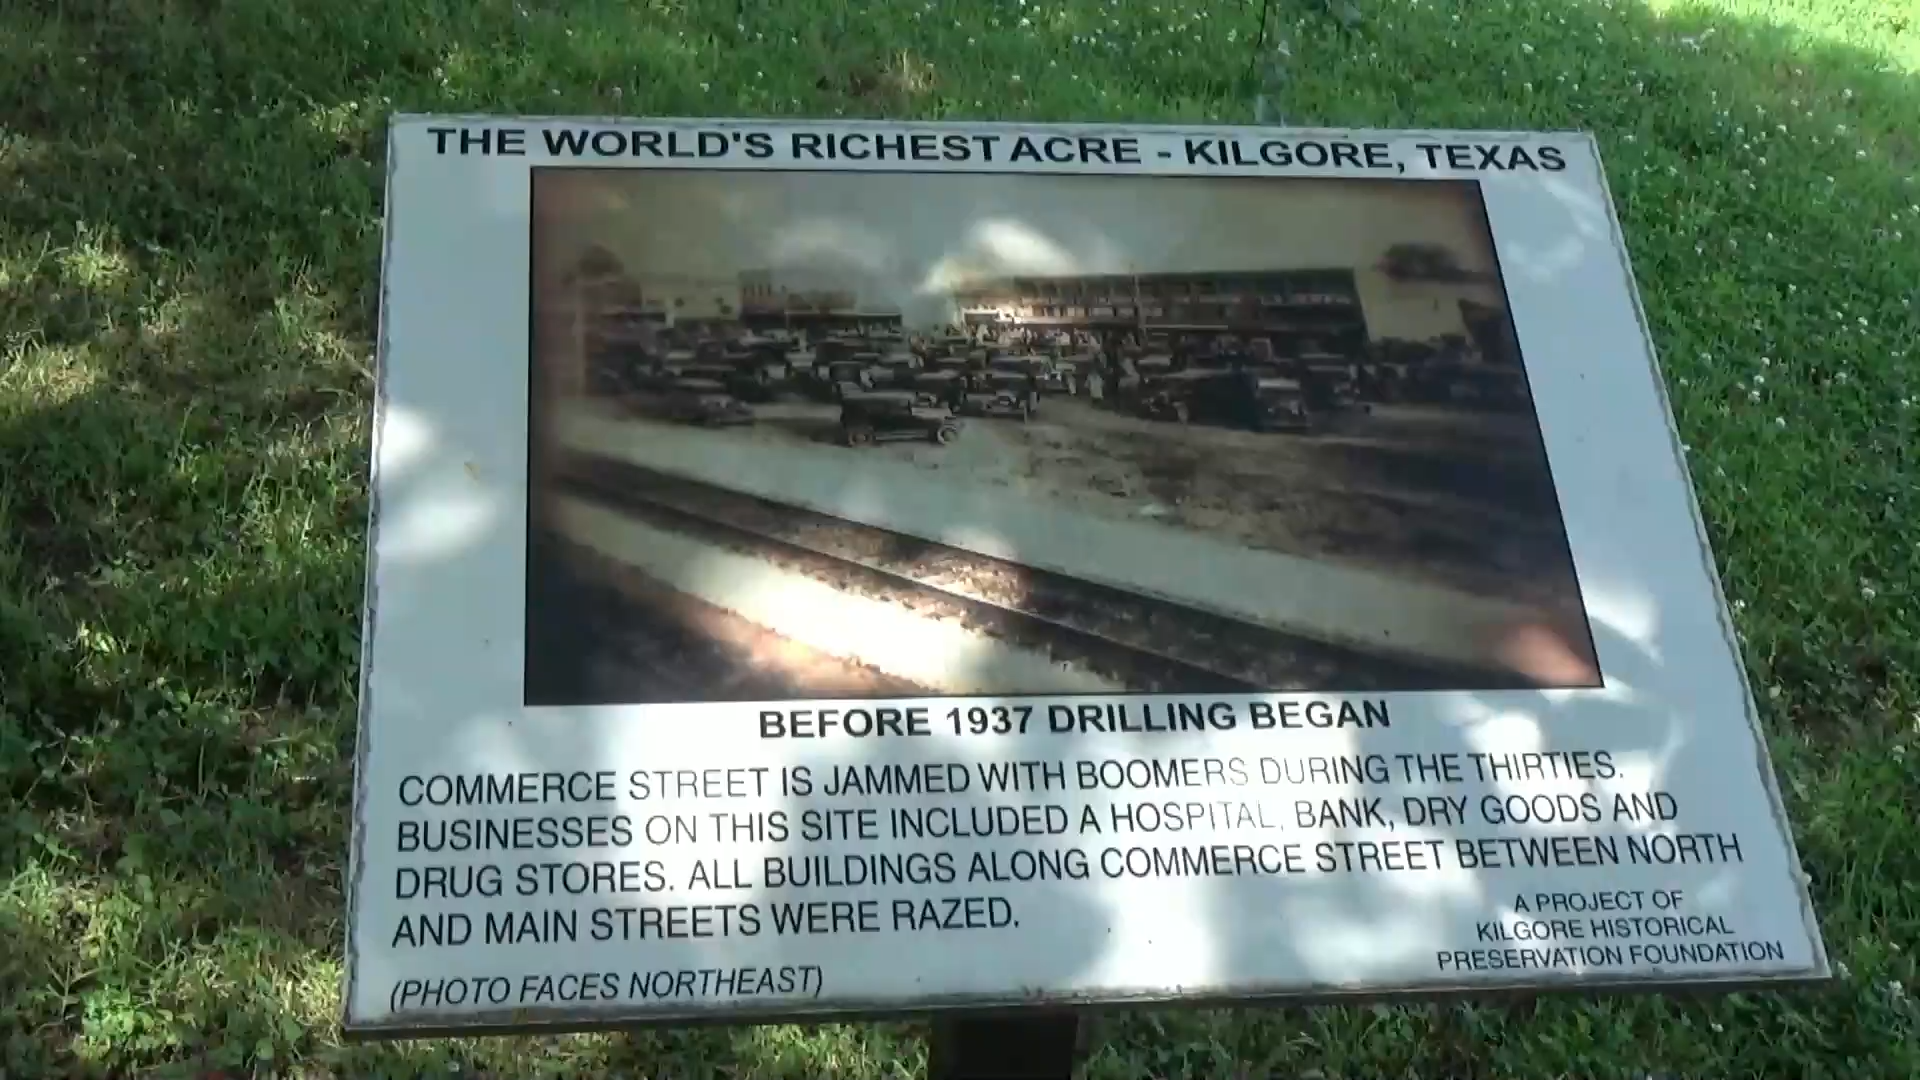 THE WORLD'S RICHEST ACRE - KILGORE, TEXAS
BEFORE 1937 DRILLING BEGAN
COMMERCE STREET IS JAMMED WITH BOOMERS DURING THE THIRTIES.
BUSINESSES ON THIS SITE INCLUDED A HOSPITAL, BANK, DRY GOODS AND
DRUG STORES. ALL BUILDINGS ALONG COMMERCE STREET BETWEEN NORTH
AND MAIN STREETS WERE RAZED.
(PHOTO FACES NORTHEAST)
A PROJECT OF
KILGORE HISTORICAL
PRESERVATION FOUNDATION